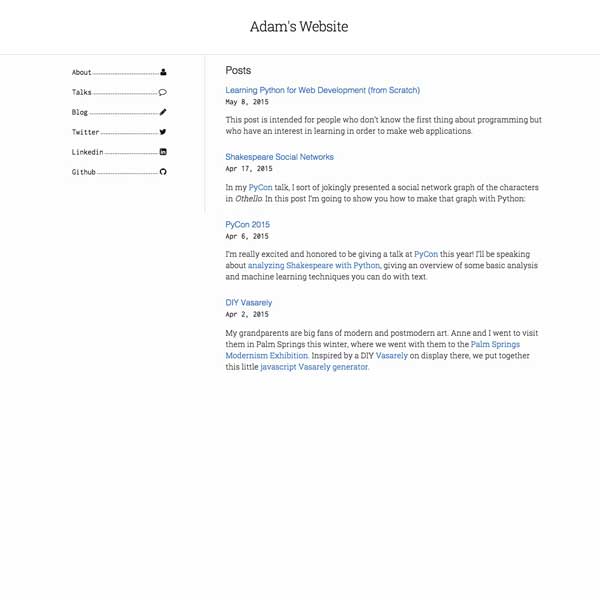 Adam's Website
About
Talks
Blog
Twitter
Linkedin
Github
Posts
Learning Python for Web Development (from Scratch)
May 8, 2015
This post is intended for people who don't know the first thing about programming but
who have an interest in learning in order to make web applications.
Shakespeare Social Networks
Apr 17, 2015
In my PyCon talk, I sort of jokingly presented a social network graph of the characters
in Othello. In this post I'm going to show you how to make that graph with Python:
PyCon 2015
Apr 6, 2015
I'm really excited and honored to be giving a talk at PyCon this year! I'll be speaking
about analyzing Shakespeare with Python, giving an overview of some basic analysis
and machine learning techniques you can do with text.
DIY Vasarely
Apr 2, 2015
My grandparents are big fans of modern and postmodern art. Anne and I went to visit
them in Palm Springs this winter, where we went with them to the Palm Springs
Modernism Exhibition. Inspired by a DIY Vasarely on display there, we put together
this little javascript Vasarely generator.